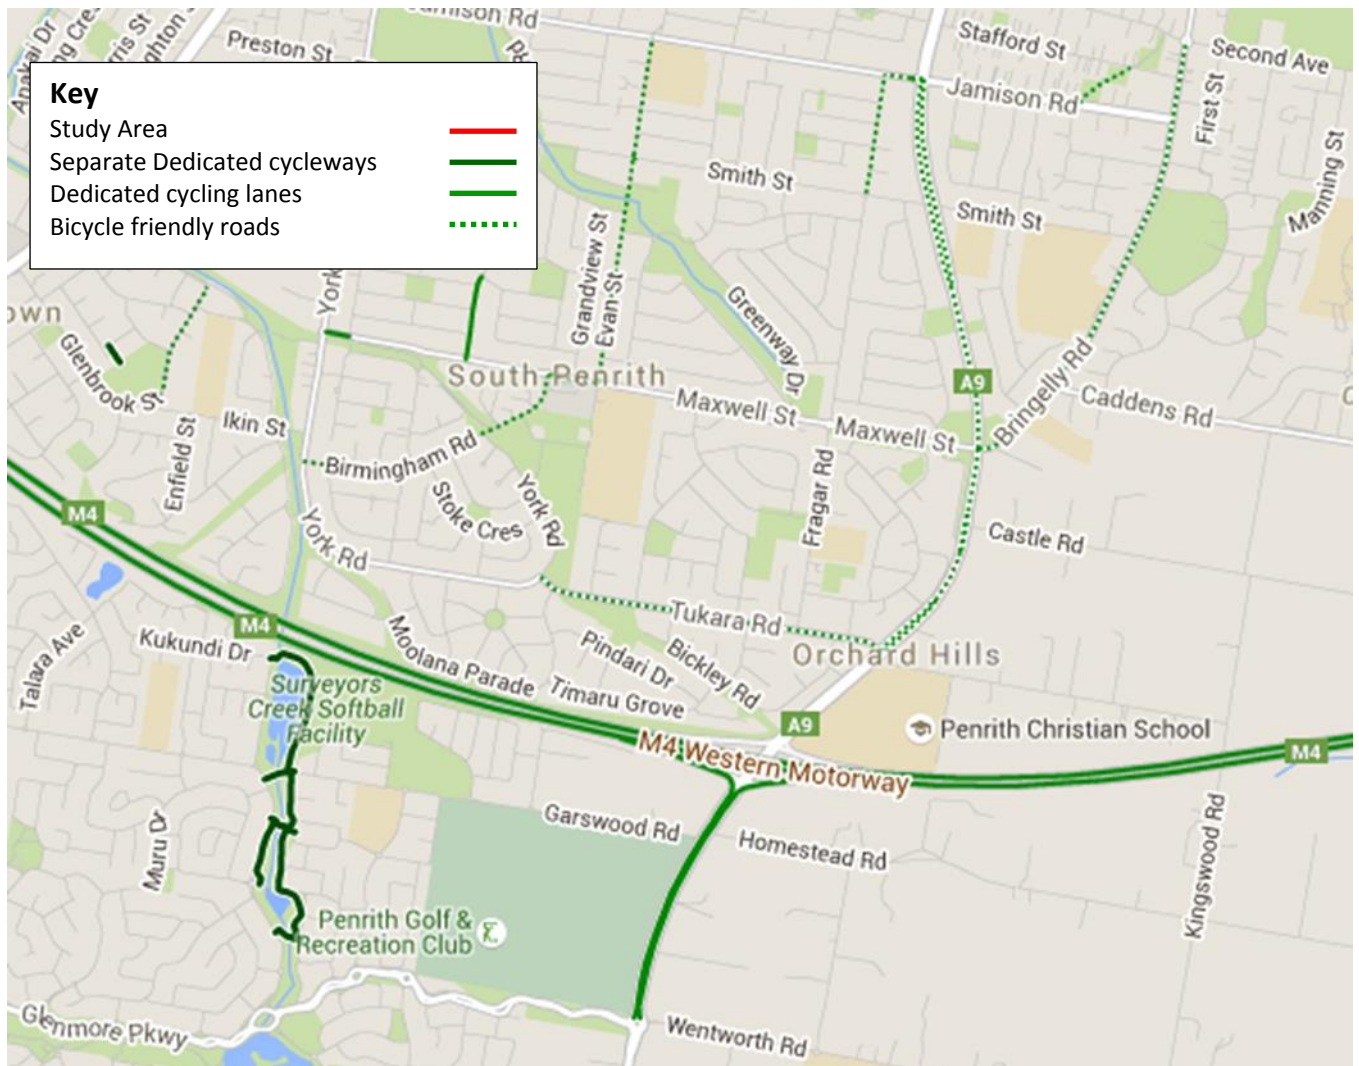 Jamison Rd
Preston St
Stafford St
Second Ave
Key
Study Area
Separate Dedicated cycleways
Dedicated cycling lanes
Bicycle friendly roads
Jamison Rd
First St
Manning St
Smith St
Smith St
Grandview St
Evan St
York
Greenway Dr
own
Glenbrook St
South Penrith
A9
Bringelly Rd
Caddens Rd
Maxwell St
Maxwell St
Ikin St
Enfield St
Birmingham Rd
Stoke Cres
York Rd
Fragar Rd
M4
York Rd
Castle Rd
M4
Tukara Rd
Kukundi Dr
Talara Ave
Moolana Parade
Pindari Dr
Bickley Rd
Orchard Hills
Timaru Grove
Surveyors
Creek Softball
Facility
A9
Penrith Christian School
M4 Western Motorway
M4
Garswood Rd
Homestead Rd
Muru Dr
Kingswood Rd
Penrith Golf &
Recreation Club
Glenmore Pkwy
Wentworth Rd